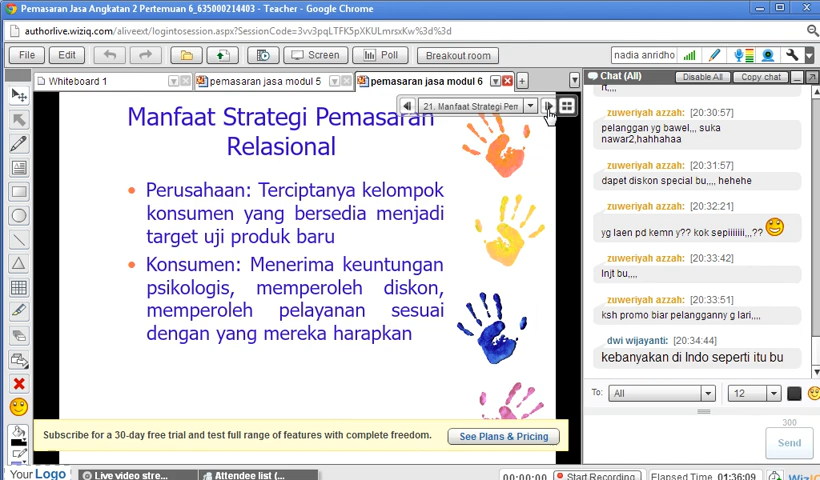 Pemasaran Jasa Angkatan 2 Pertemuan 6_635000214403 - Teacher - Google Chrome
authorlive.wiziq.com/aliveext/logintosession.aspx?SessionCode=3vv3pqLTFK5pXKULmrsxKw%3d%3d
File Edit Screen Poll Breakout room nadia anridho
Whiteboard 1 pemasaran jasa modul 5 pemasaran jasa modul 6
21. Manfaat Strategi Pem
Manfaat Strategi Pemasaran
Relasional
• Perusahaan: Terciptanya kelompok
konsumen yang bersedia menjadi
target uji produk baru
• Konsumen: Menerima keuntungan
psikologis, memperoleh diskon,
memperoleh pelayanan sesuai
dengan yang mereka harapkan
Subscribe for a 30-day free trial and test full range of features with complete freedom. See Plans & Pricing
Your Logo Live video stre... Attendee list (... 00:00:00 Start Recording Elapsed Time 01:36:09
Chat (All) Disable All Copy chat
rt,,,,
zuweriyah azzah: [20:30:57]
pelanggan yg bawel,,, suka
nawar2,hahhahaa
zuweriyah azzah: [20:31:57]
dapet diskon special bu,,,, hehehe
zuweriyah azzah: [20:32:21]
yg laen pd kemn y?? kok sepiiiiiii,,,??
zuweriyah azzah: [20:33:42]
lnjt bu,,,,
zuweriyah azzah: [20:33:51]
ksh promo biar pelangganny g lari,,,,
dwi wijayanti: [20:34:44]
kebanyakan di Indo seperti itu bu
To: All 12
300
Send